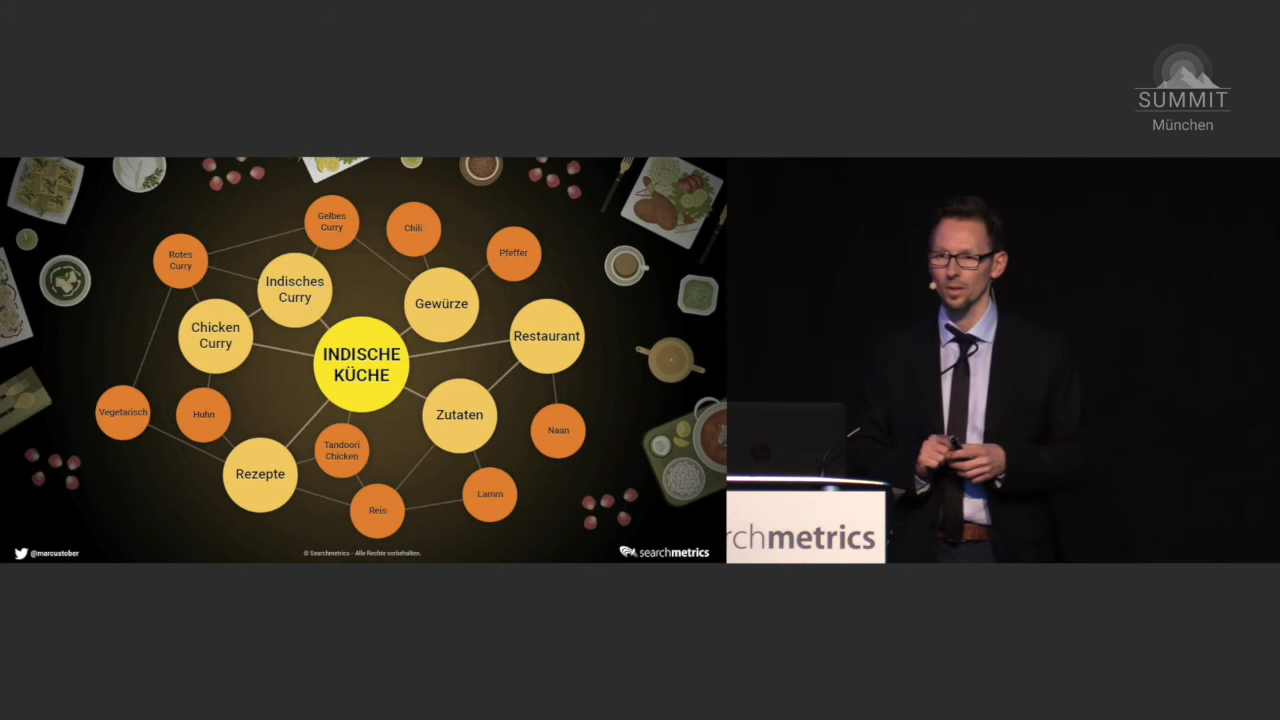 SUMMIT
München
Gelbes
Curry
Chili
Pfeffer
Rotes
Curry
Indisches
Curry
Gewürze
Chicken
Curry
INDISCHE
KÜCHE
Restaurant
Vegetarisch
Huhn
Zutaten
Naan
Tandoori
Chicken
Rezepte
Lamm
Reis
@marcustober
© Searchmetrics - Alle Rechte vorbehalten.
searchmetrics
rchmetrics